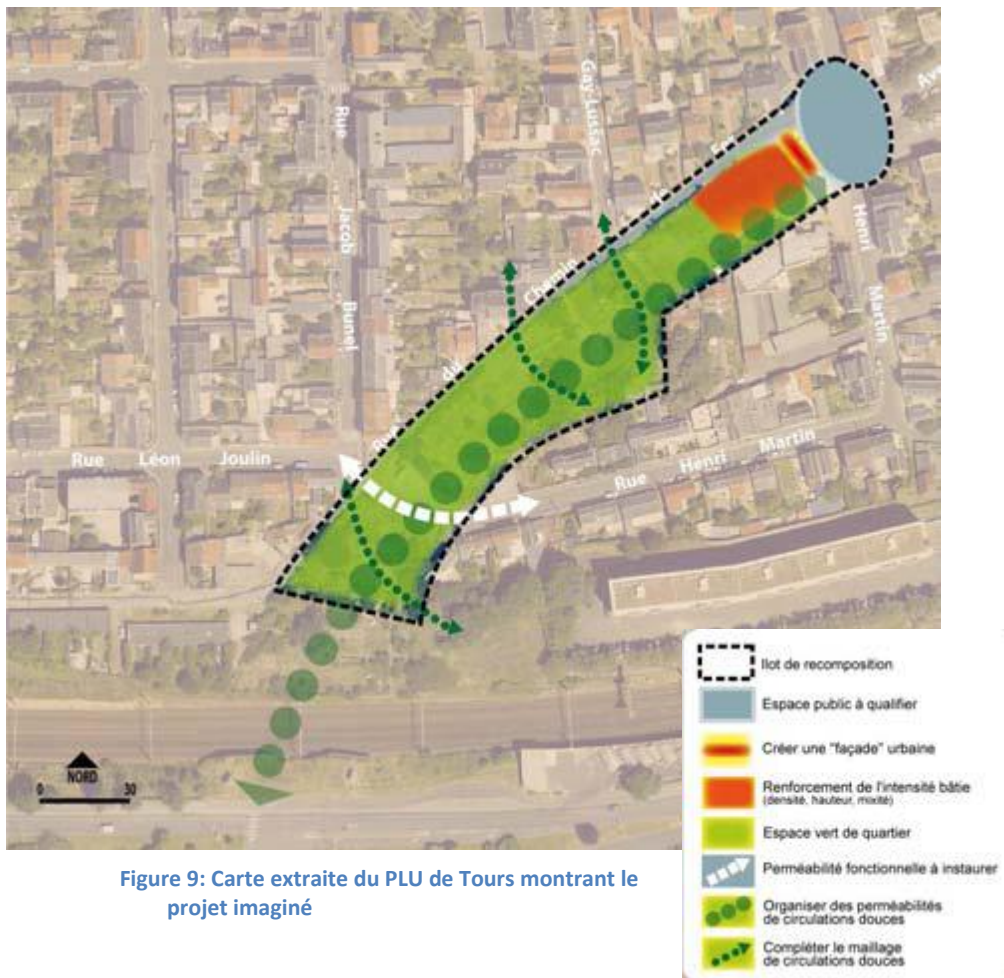 Rue
Jacob
Bunel
Gay-Lussac
Ave
Henri
Martin
Rue
du
Chemin
Rue
Léon
Joulin
Rue
Henri
Martin
NORD
0
30
Ilot de recomposition
Espace public à qualifier
Créer une "façade" urbaine
Renforcement de l'intensité bâtie
(densité, hauteur, mixité)
Espace vert de quartier
Perméabilité fonctionnelle à instaurer
Organiser des perméabilités
de circulations douces
Compléter le maillage
de circulations douces
Figure 9: Carte extraite du PLU de Tours montrant le
projet imaginé